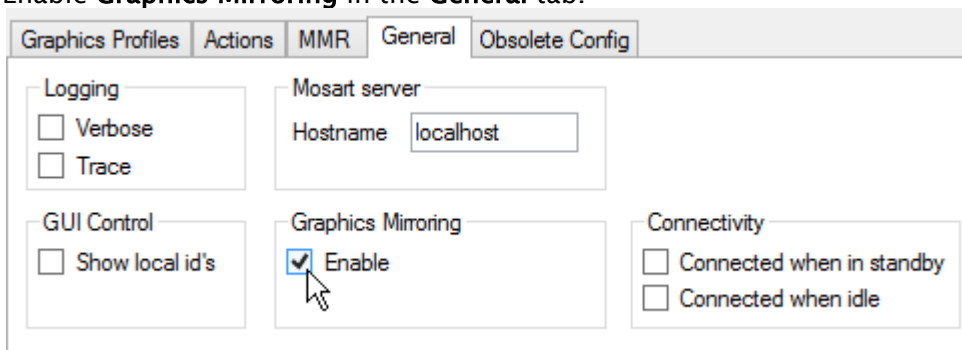 Enable Graphics Mirroring in the General tab.
Graphics Profiles Actions MMR General Obsolete Config
Logging
Verbose
Trace
Mosart server
Hostname localhost
GUI Control
Show local id's
Graphics Mirroring
Enable
Connectivity
Connected when in standby
Connected when idle